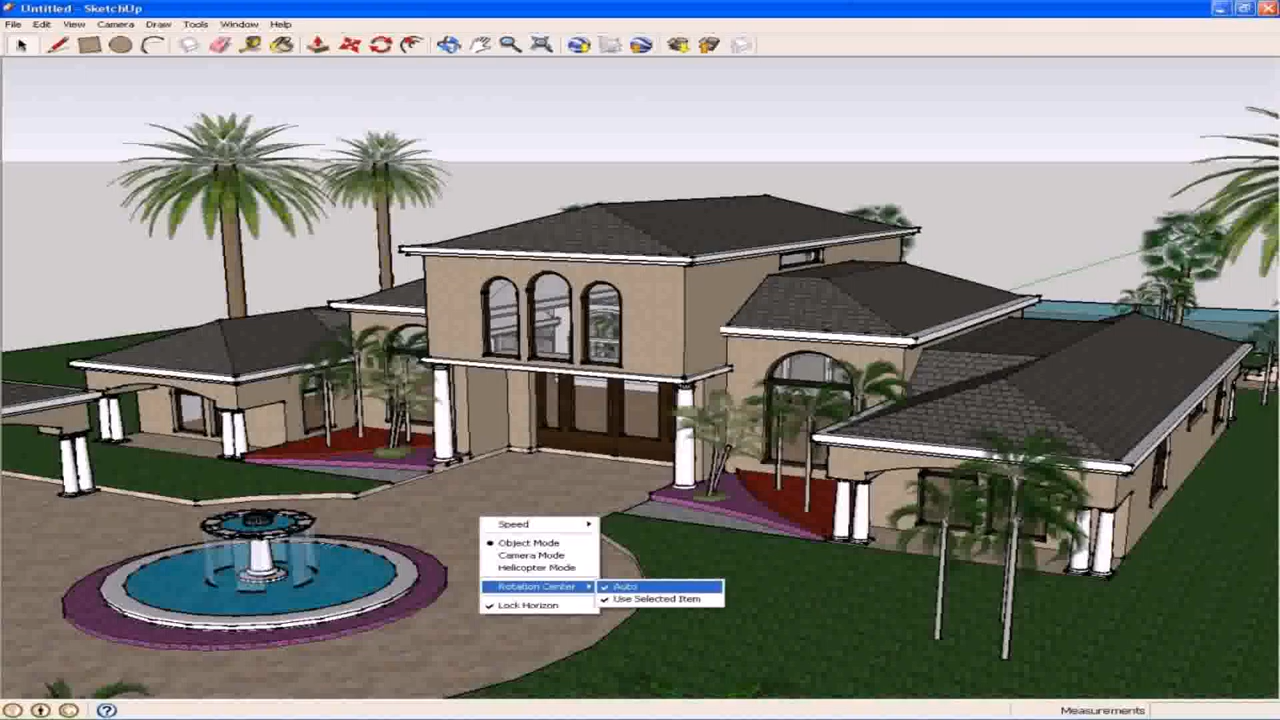 Untitled - SketchUp
File Edit View Camera Draw Tools Window Help
Speed
Object Mode
Camera Mode
Helicopter Mode
Rotation Center
Auto
Use Selected Item
Lock Horizon
Measurements